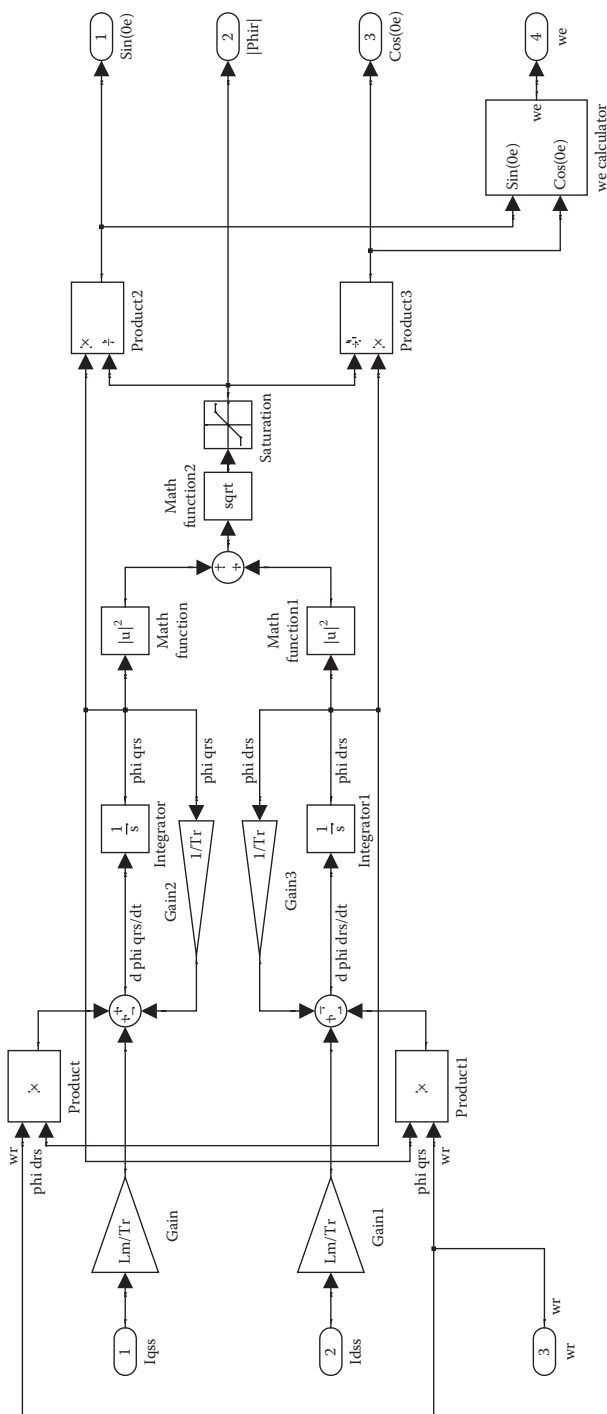 1
Iqss
2
Idss
3
wr
wr
Lm/Tr
Gain
Lm/Tr
Gain1
wr
phi drs
×
Product
phi qrs
wr
×
Product1
+
+
−
d phi qrs/dt
−
+
−
d phi drs/dt
1
s
Integrator
1/Tr
Gain2
1/Tr
Gain3
1
s
Integrator1
phi qrs
phi qrs
phi drs
phi drs
|u|²
Math
function
|u|²
Math
function1
+
+
sqrt
Math
function2
Saturation
×
÷
Product2
÷
×
Product3
Sin(0e)
Cos(0e)
we
we calculator
1
Sin(0e)
2
|Phir|
3
Cos(0e)
4
we